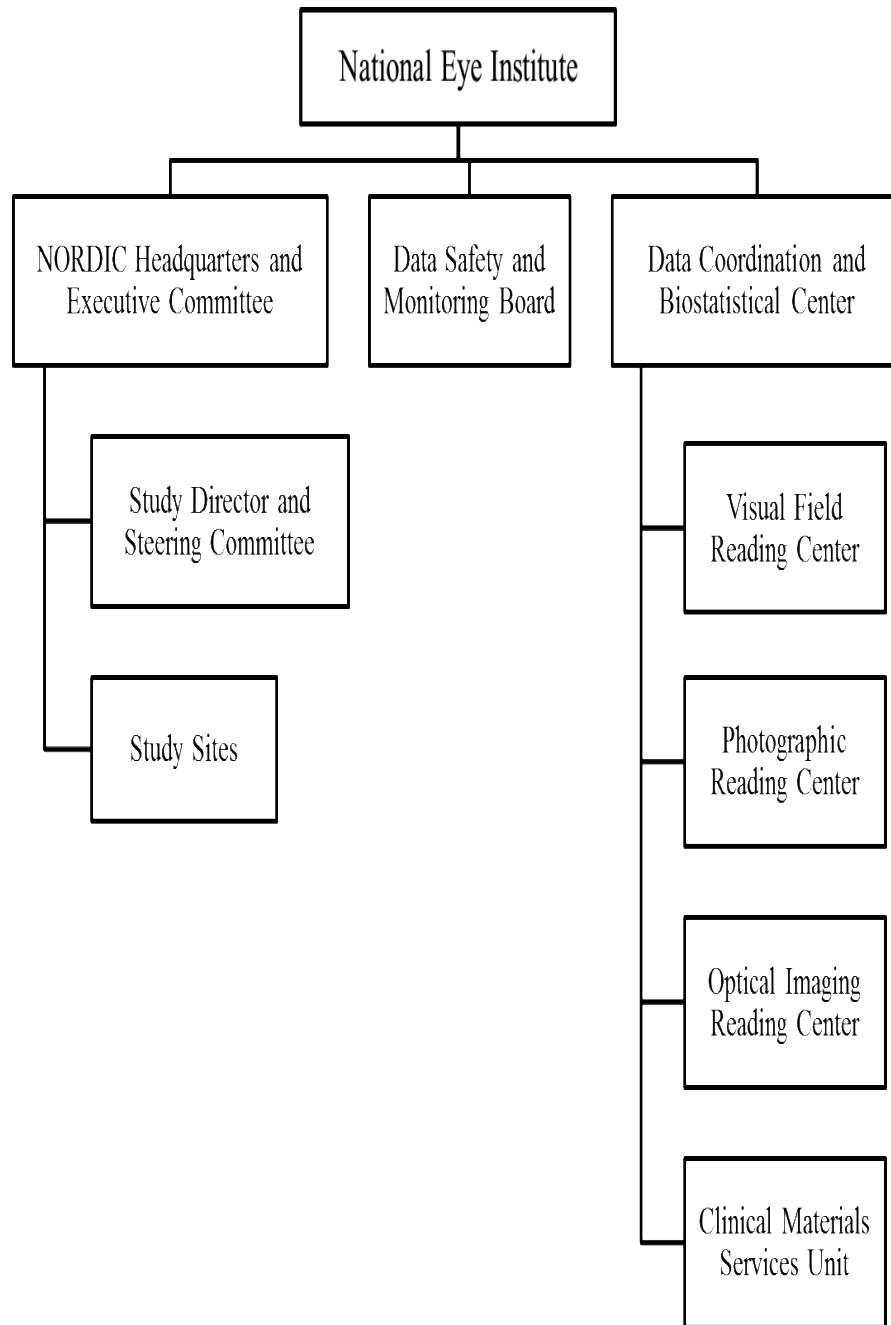 National Eye Institute
NORDIC Headquarters and
Executive Committee
Data Safety and
Monitoring Board
Data Coordination and
Biostatistical Center
Study Director and
Steering Committee
Study Sites
Visual Field
Reading Center
Photographic
Reading Center
Optical Imaging
Reading Center
Clinical Materials
Services Unit